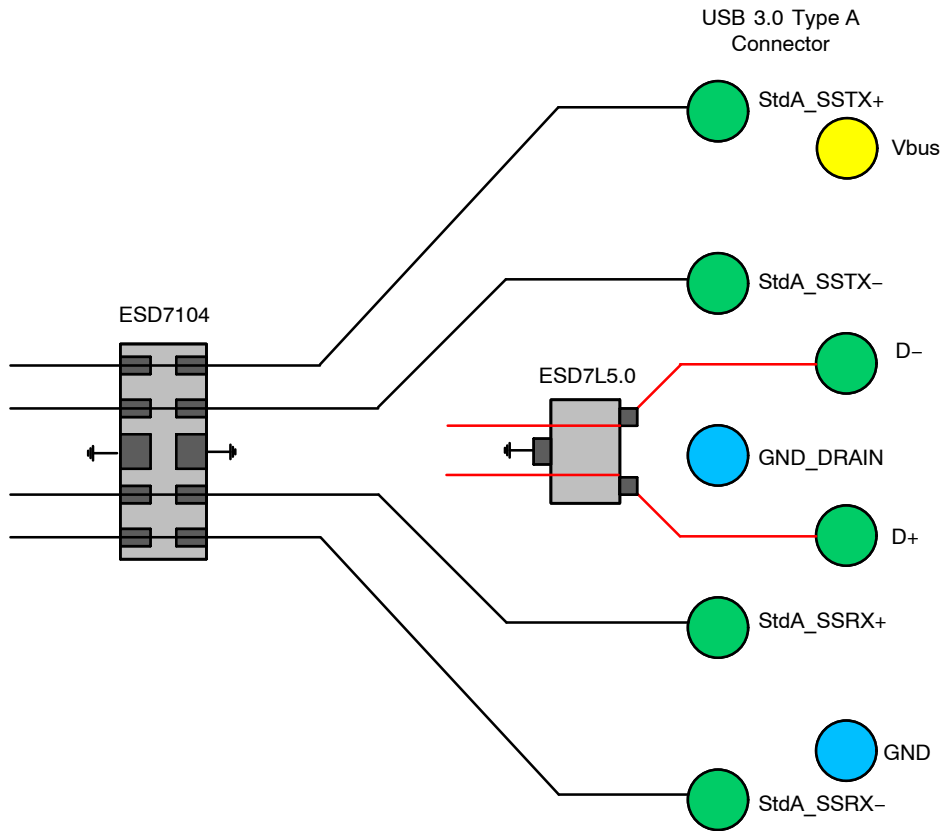 USB 3.0 Type A
Connector
StdA_SSTX+
Vbus
StdA_SSTX−
ESD7104
D−
ESD7L5.0
GND_DRAIN
D+
StdA_SSRX+
GND
StdA_SSRX−